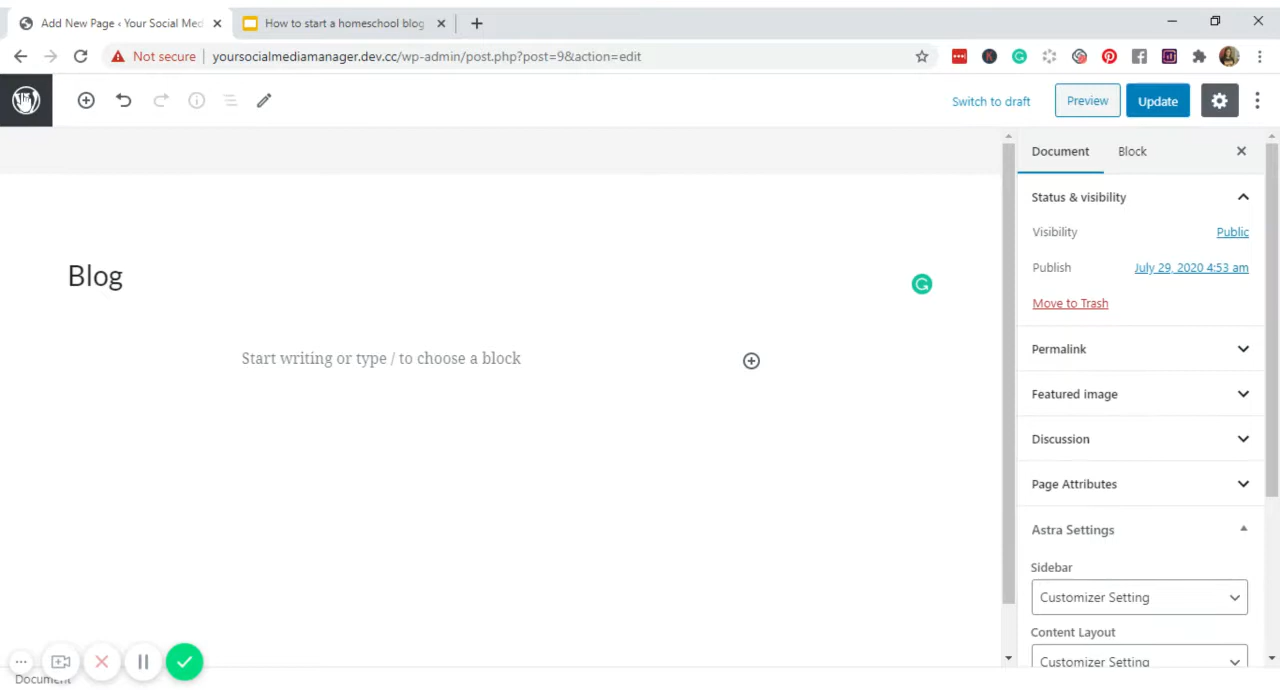 Add New Page ‹ Your Social Med
How to start a homeschool blog
Not secure
yoursocialmediamanager.dev.cc/wp-admin/post.php?post=9&action=edit
Switch to draft
Preview
Update
Document
Block
Status & visibility
Visibility
Public
Publish
July 29, 2020 4:53 am
Move to Trash
Permalink
Featured image
Discussion
Page Attributes
Astra Settings
Sidebar
Customizer Setting
Content Layout
Customizer Setting
Blog
Start writing or type / to choose a block
Document